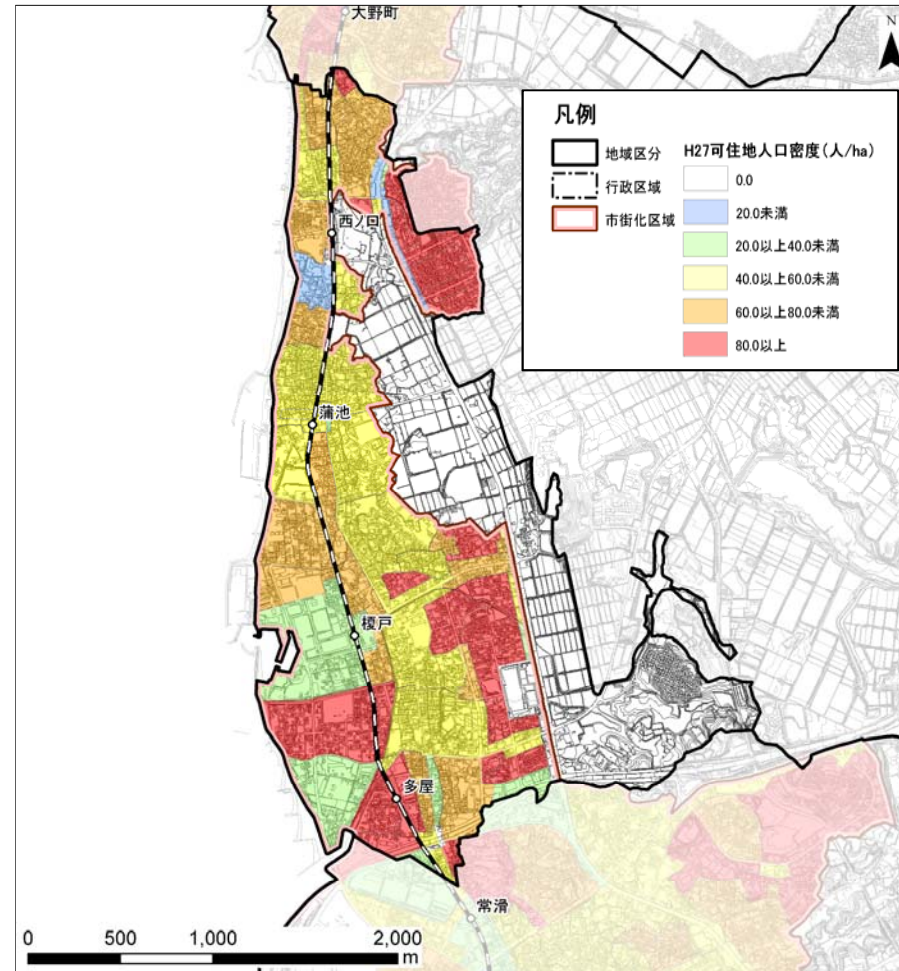 大野町
N
凡例
地域区分
行政区域
市街化区域
H27可住地人口密度(人/ha)
0.0
20.0未満
20.0以上40.0未満
40.0以上60.0未満
60.0以上80.0未満
80.0以上
西ノ口
蒲池
榎戸
多屋
常滑
0 500 1,000 2,000
m